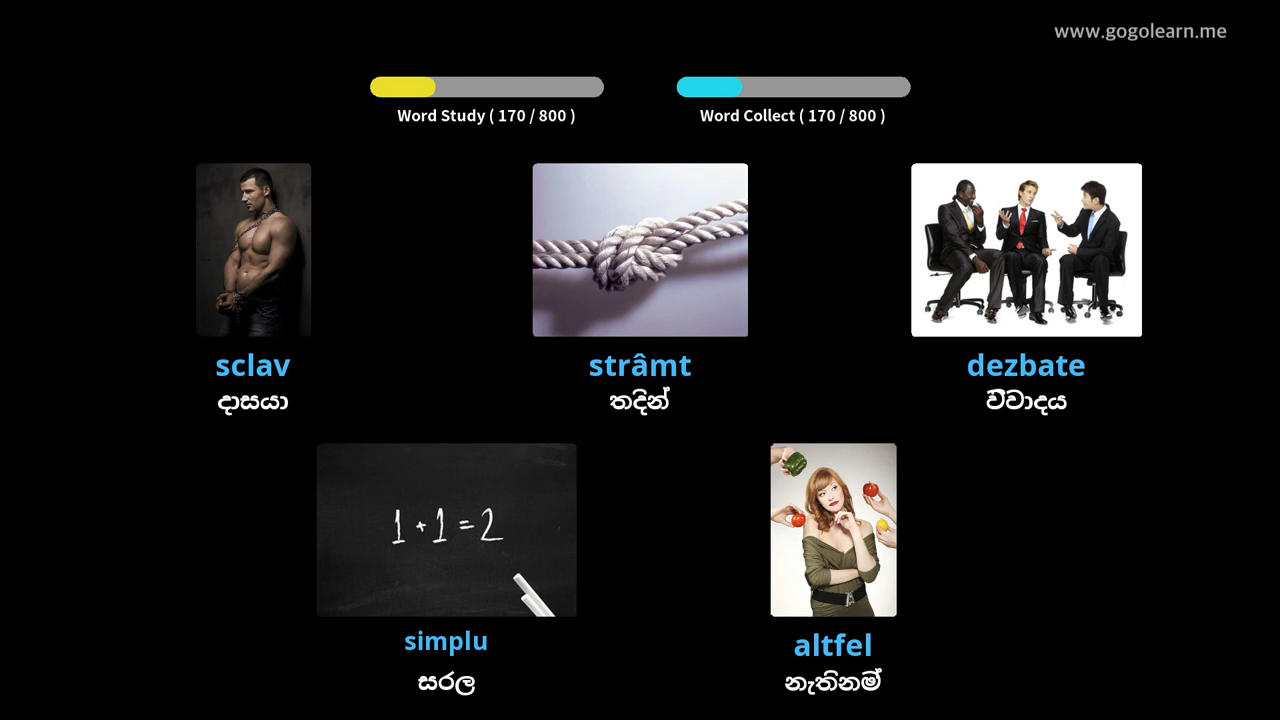 www.gogolearn.me
Word Study ( 170 / 800 )
Word Collect ( 170 / 800 )
sclav
දාසයා
strâmt
තදින්
dezbate
විවාදය
1 + 1 = 2
simplu
සරල
altfel
නැතිනම්